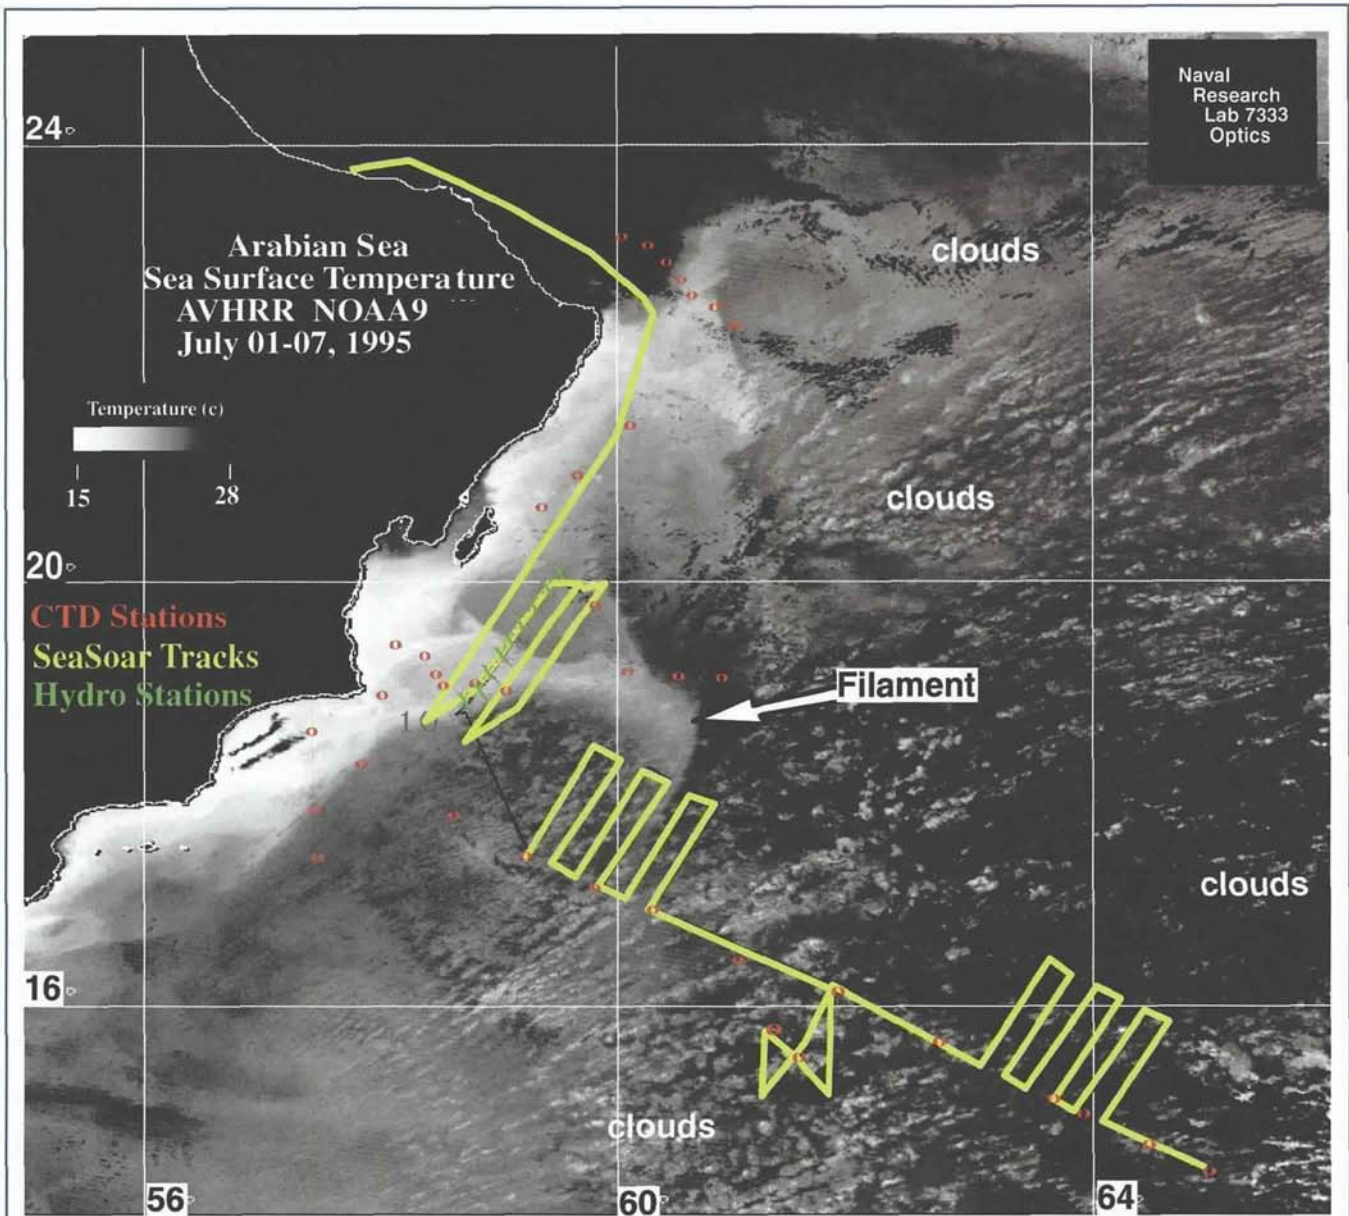 Naval
Research
Lab 7333
Optics
24°
Arabian Sea
Sea Surface Temperature
AVHRR NOAA9
July 01-07, 1995
clouds
Temperature (c)
15 28
clouds
20°
CTD Stations
SeaSoar Tracks
Hydro Stations
Filament
1
clouds
16°
clouds
56° 60° 64°